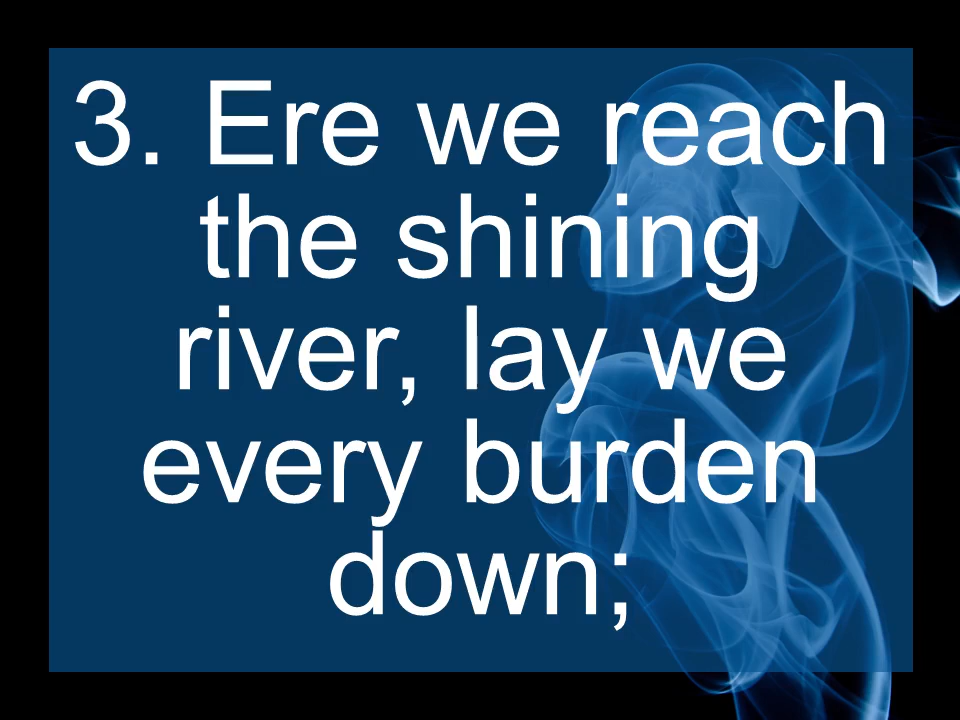 3. Ere we reach
the shining
river, lay we
every burden
down;